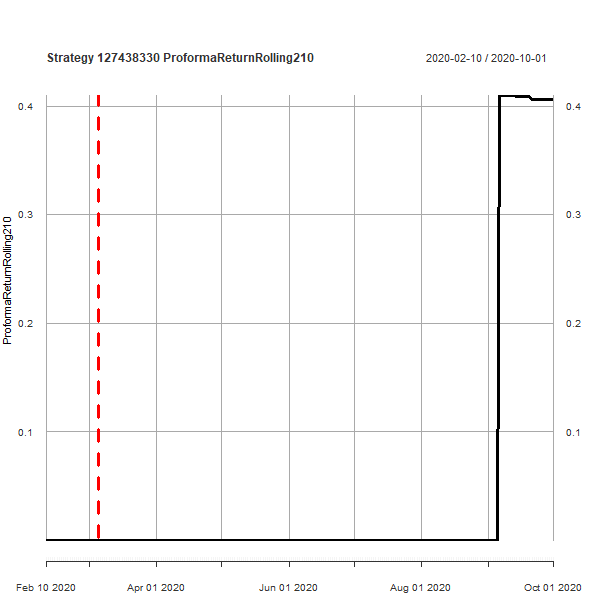 Strategy 127438330 ProformaReturnRolling210
2020-02-10 / 2020-10-01
ProformaReturnRolling210
0.4
0.3
0.2
0.1
0.4
0.3
0.2
0.1
Feb 10 2020
Apr 01 2020
Jun 01 2020
Aug 01 2020
Oct 01 2020